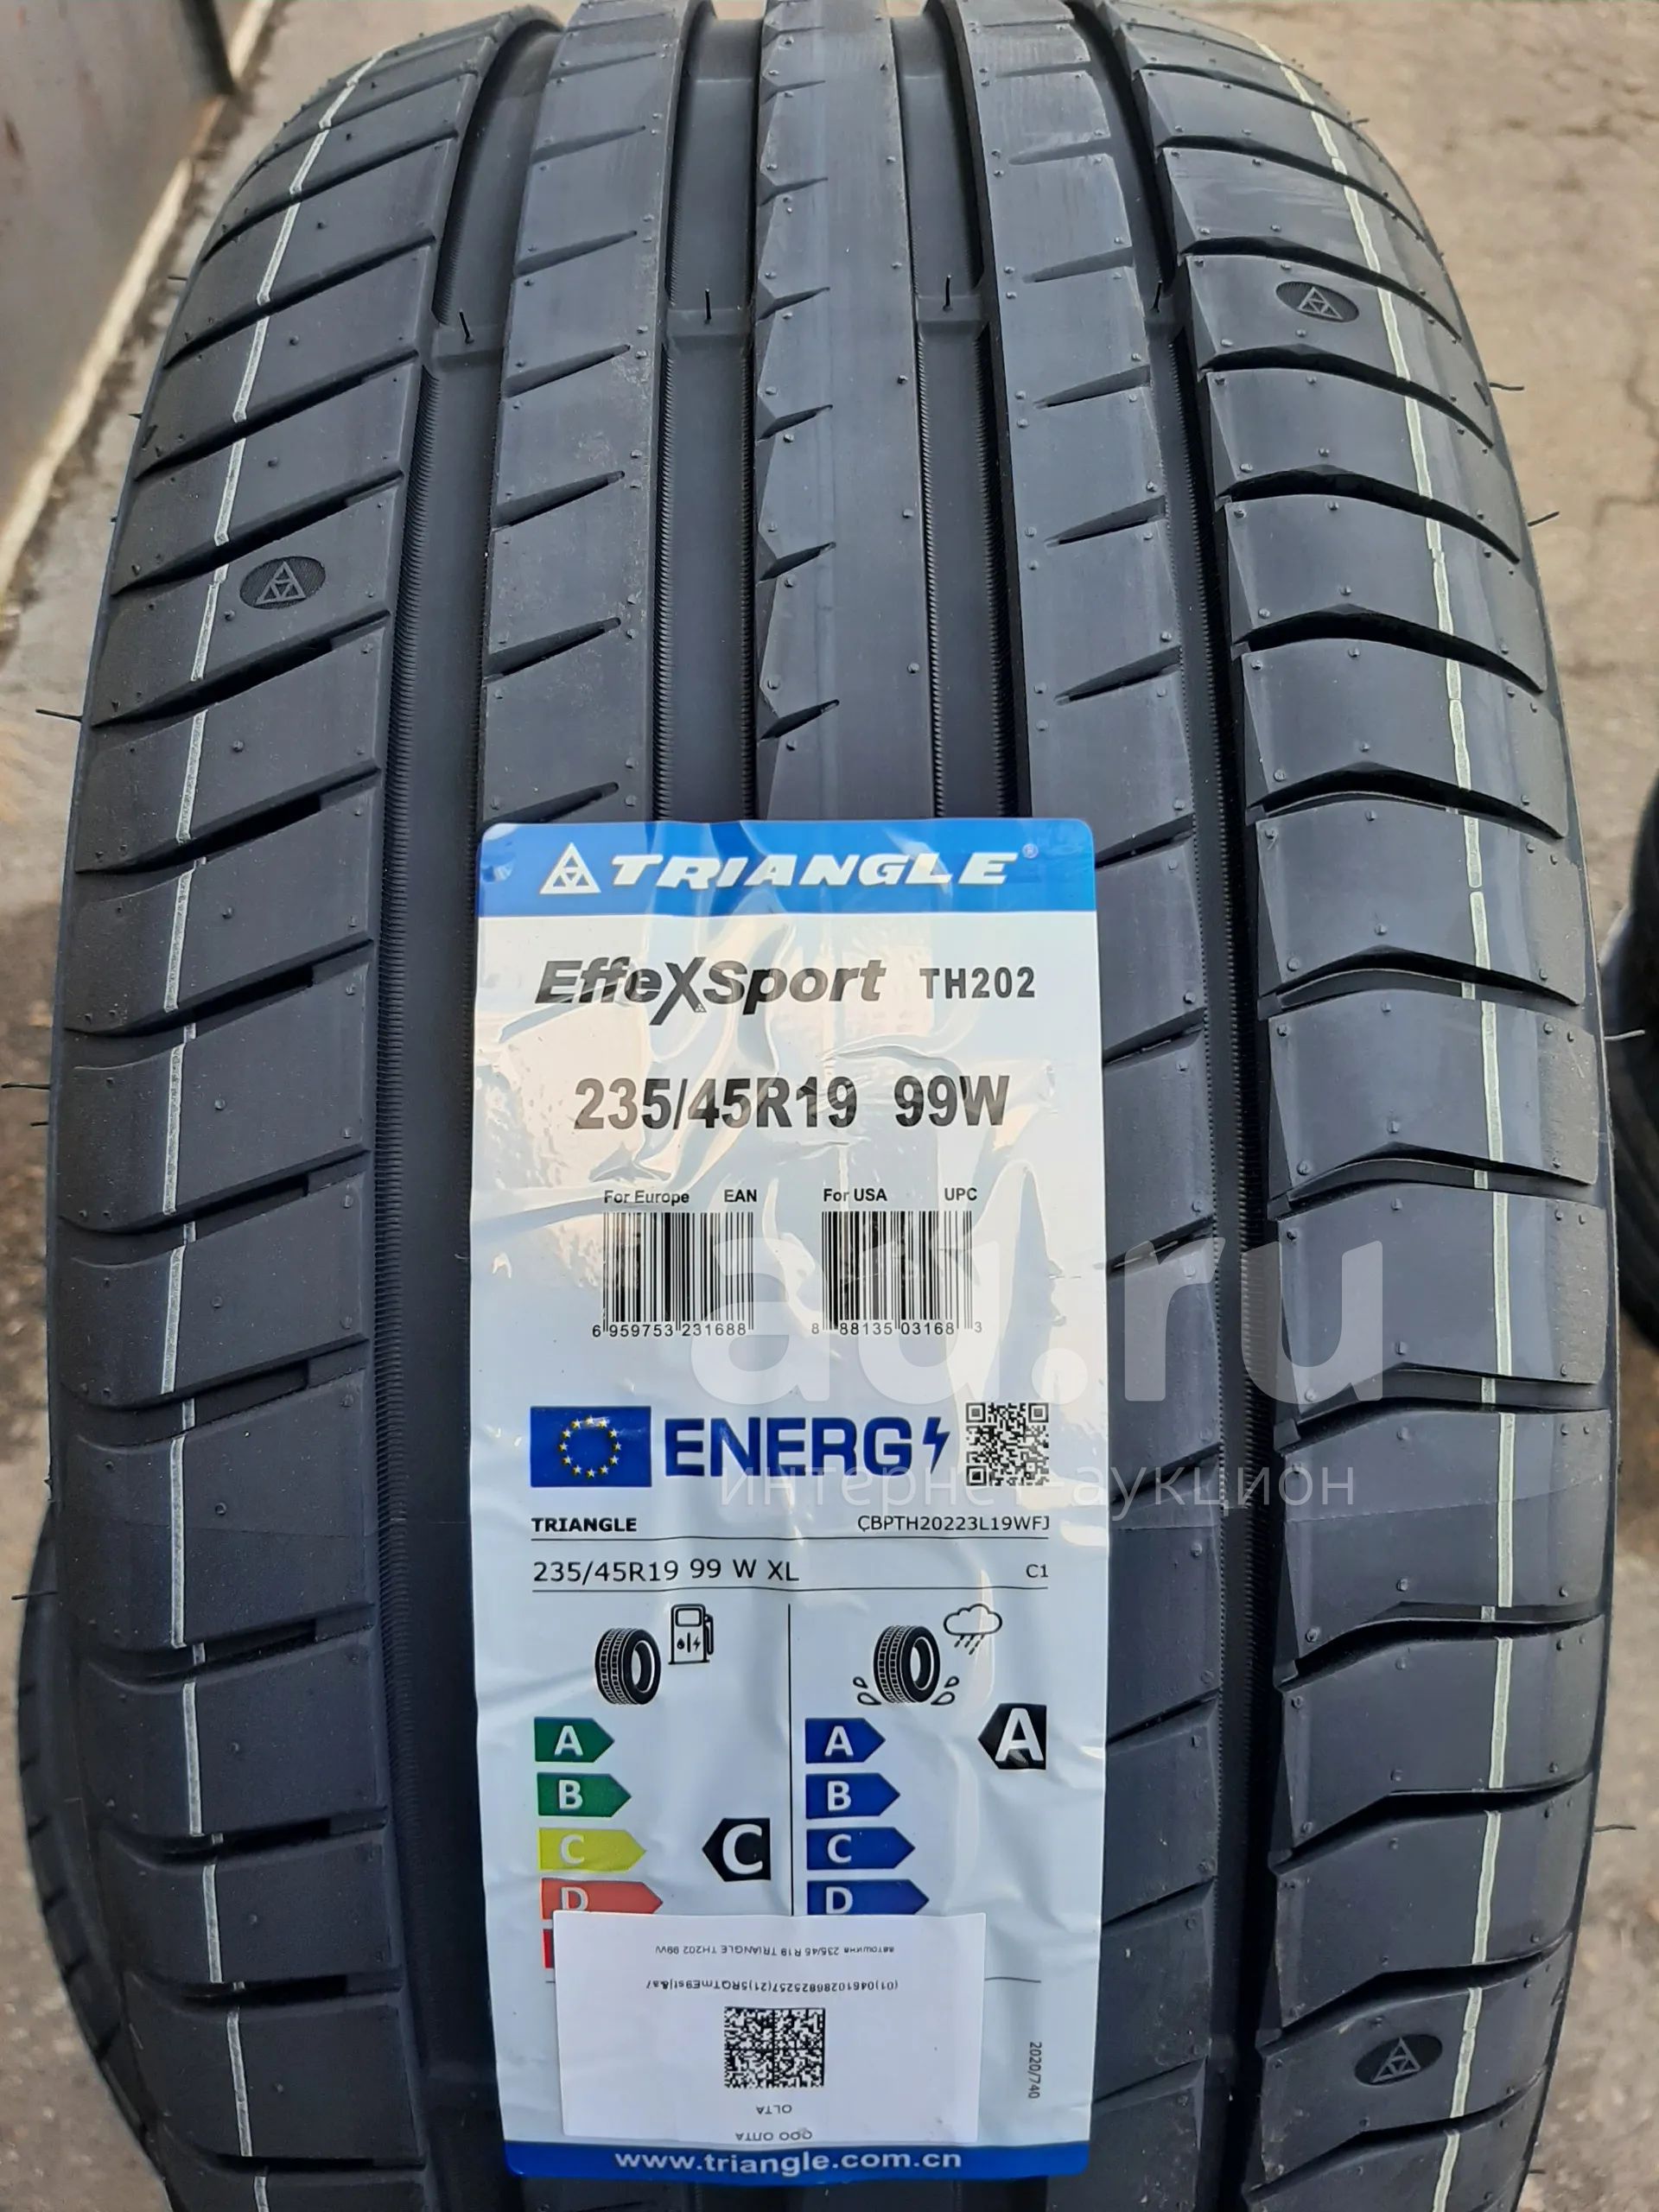 TRIANGLE
EffeXSport TH202
235/45R19 99W
For Europe EAN For USA UPC
6 959753 231688 8 88135 03168 3
au.ru
ENERG
интернет-аукцион
TRIANGLE CBPTH20223L19WFJ
235/45R19 99 W XL C1
A A A
B B
C C C
D D
автошина 235/45 R19 TRIANGLE TH202 99W
2020/740
OLTA
ООО ОЛТА
www.triangle.com.cn